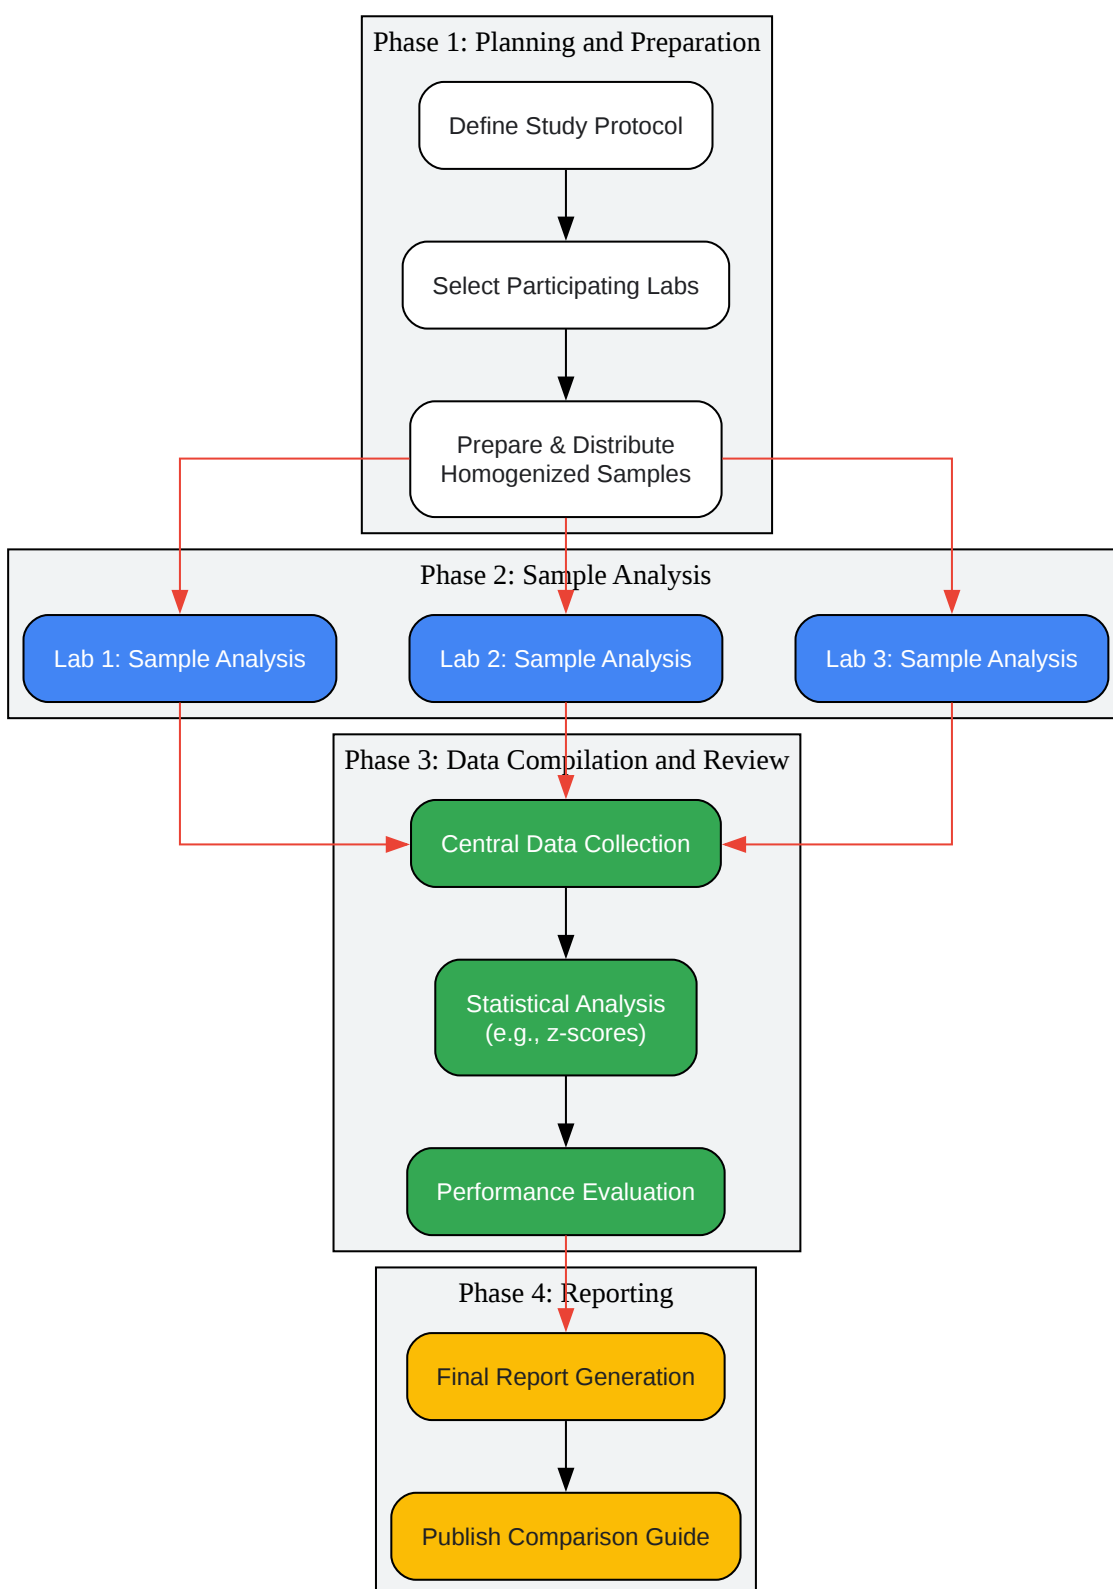 Phase 1: Planning and Preparation
Define Study Protocol
Select Participating Labs
Prepare & Distribute
Homogenized Samples
Phase 2: Sample Analysis
Lab 1: Sample Analysis
Lab 2: Sample Analysis
Lab 3: Sample Analysis
Phase 3: Data Compilation and Review
Central Data Collection
Statistical Analysis
(e.g., z-scores)
Performance Evaluation
Phase 4: Reporting
Final Report Generation
Publish Comparison Guide